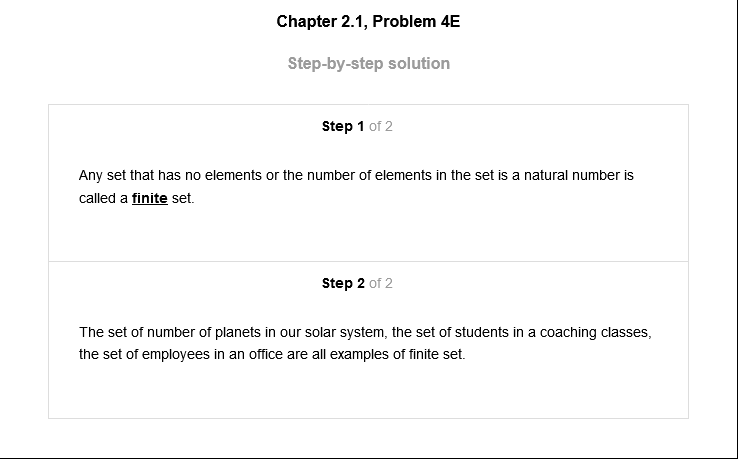 Chapter 2.1, Problem 4E
Step-by-step solution
Step 1 of 2
Any set that has no elements or the number of elements in the set is a natural number is
called a finite set.
Step 2 of 2
The set of number of planets in our solar system, the set of students in a coaching classes,
the set of employees in an office are all examples of finite set.